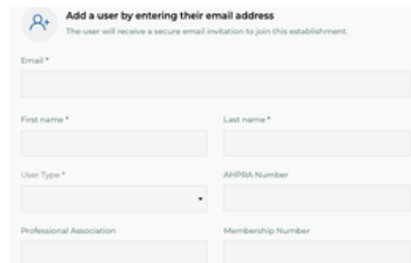 Add a user by entering their email address
The user will receive a secure email invitation to join this establishment.
Email *
First name * Last name *
User Type * AHPRA Number
Professional Association Membership Number